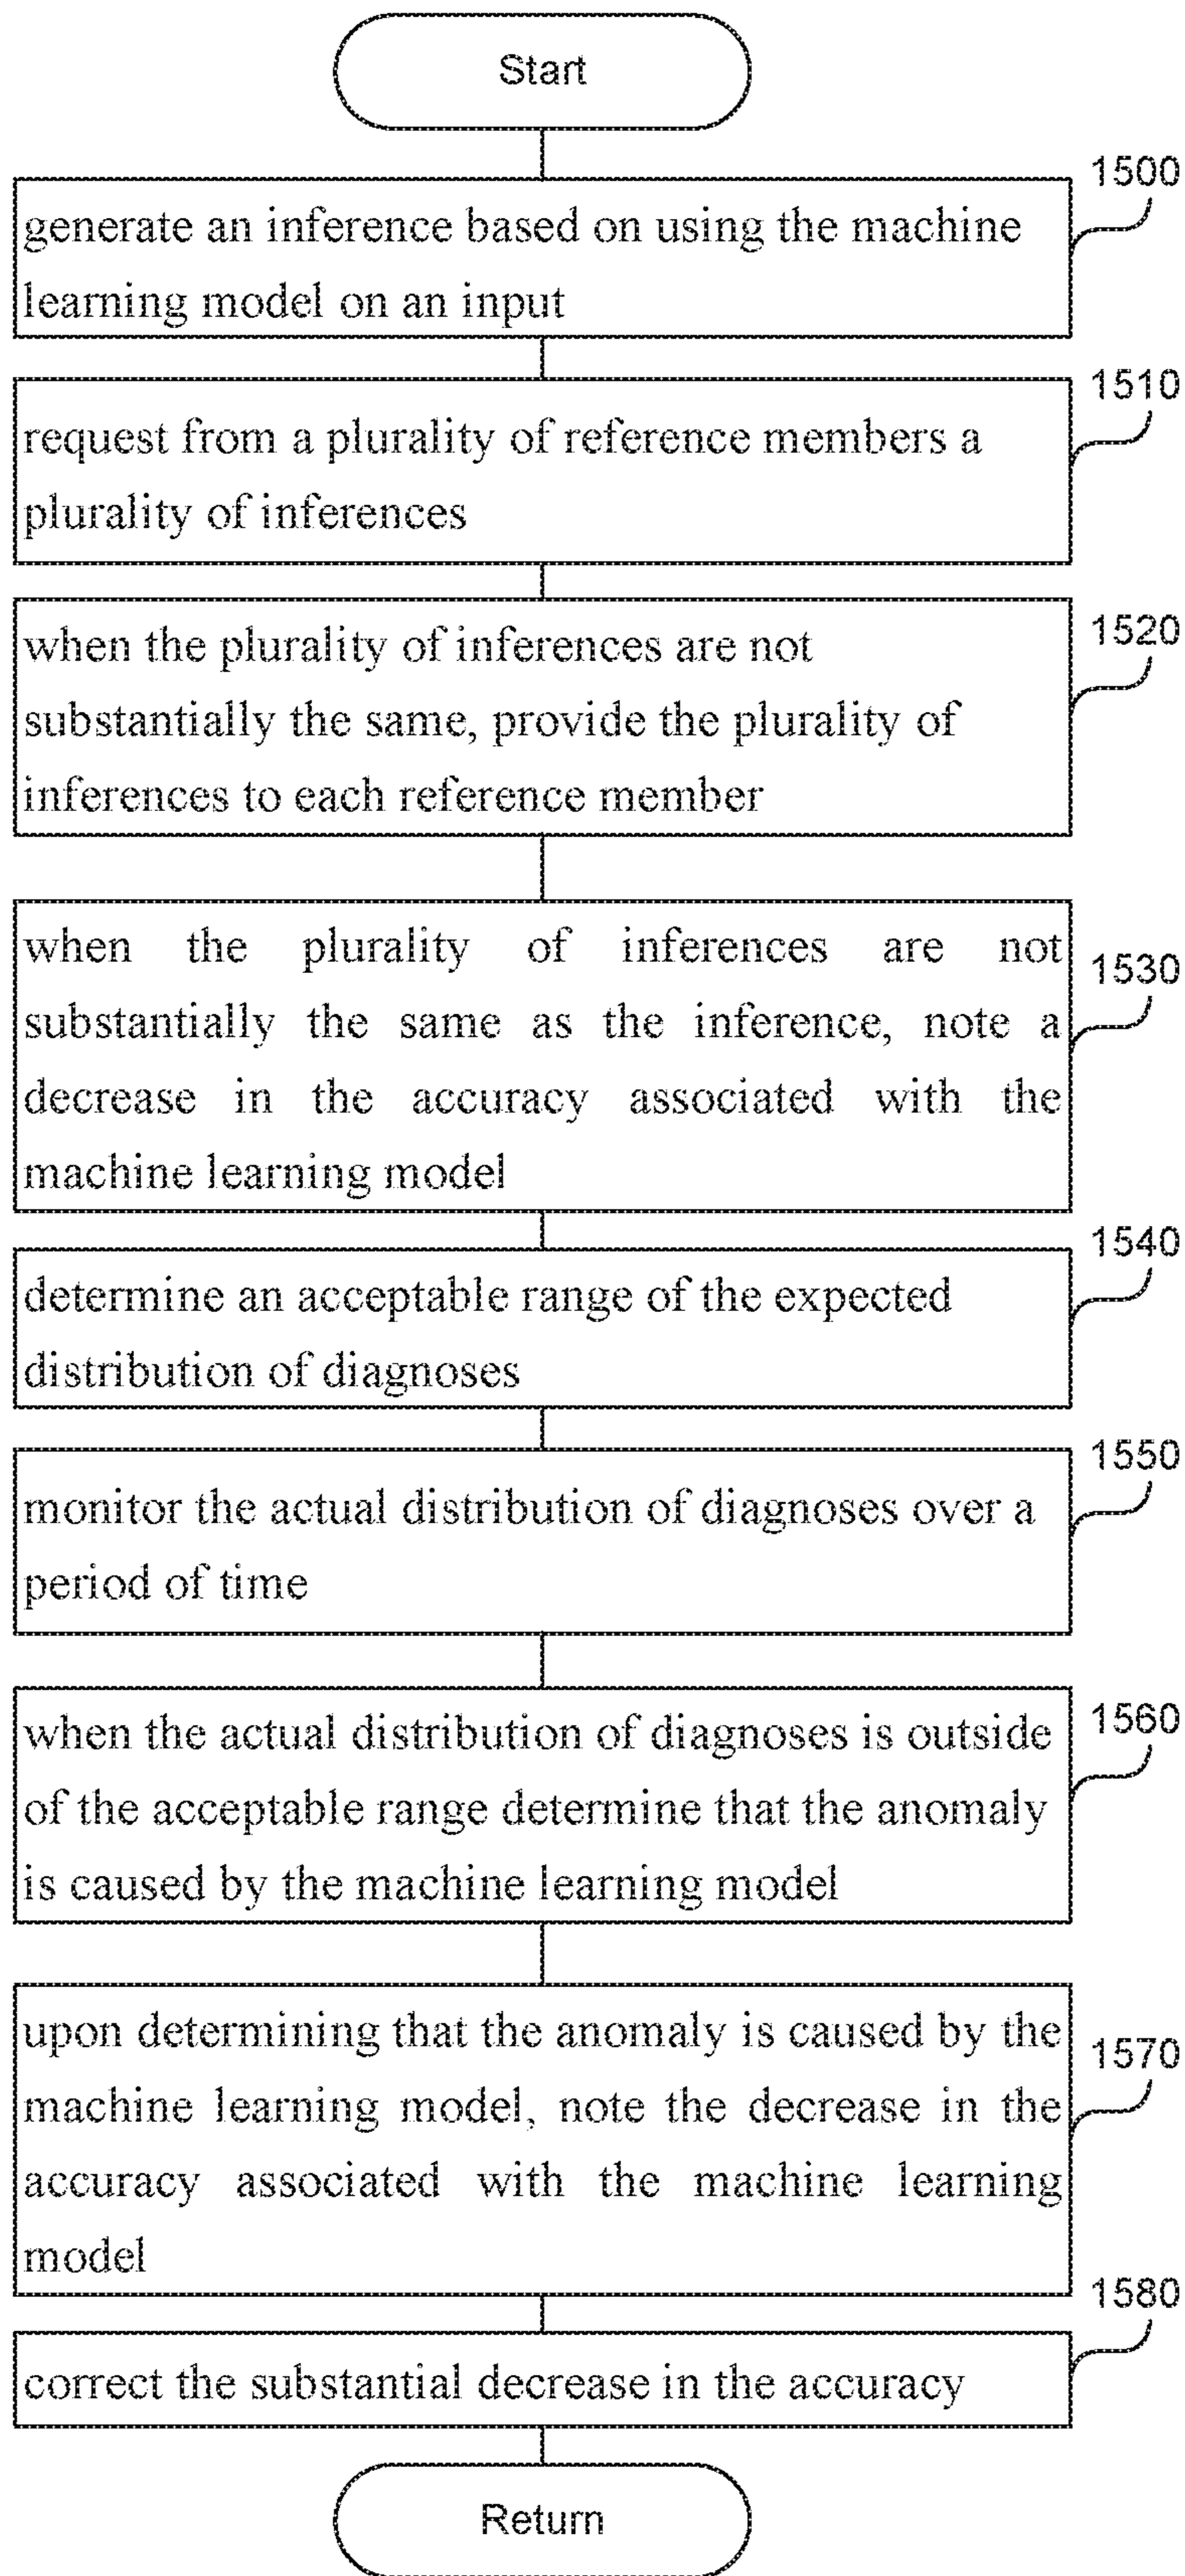 Start
1500
generate an inference based on using the machine
learning model on an input
1510
request from a plurality of reference members a
plurality of inferences
1520
when the plurality of inferences are not
substantially the same, provide the plurality of
inferences to each reference member
1530
when the plurality of inferences are not
substantially the same as the inference, note a
decrease in the accuracy associated with the
machine learning model
1540
determine an acceptable range of the expected
distribution of diagnoses
1550
monitor the actual distribution of diagnoses over a
period of time
1560
when the actual distribution of diagnoses is outside
of the acceptable range determine that the anomaly
is caused by the machine learning model
1570
upon determining that the anomaly is caused by the
machine learning model, note the decrease in the
accuracy associated with the machine learning
model
1580
correct the substantial decrease in the accuracy
Return